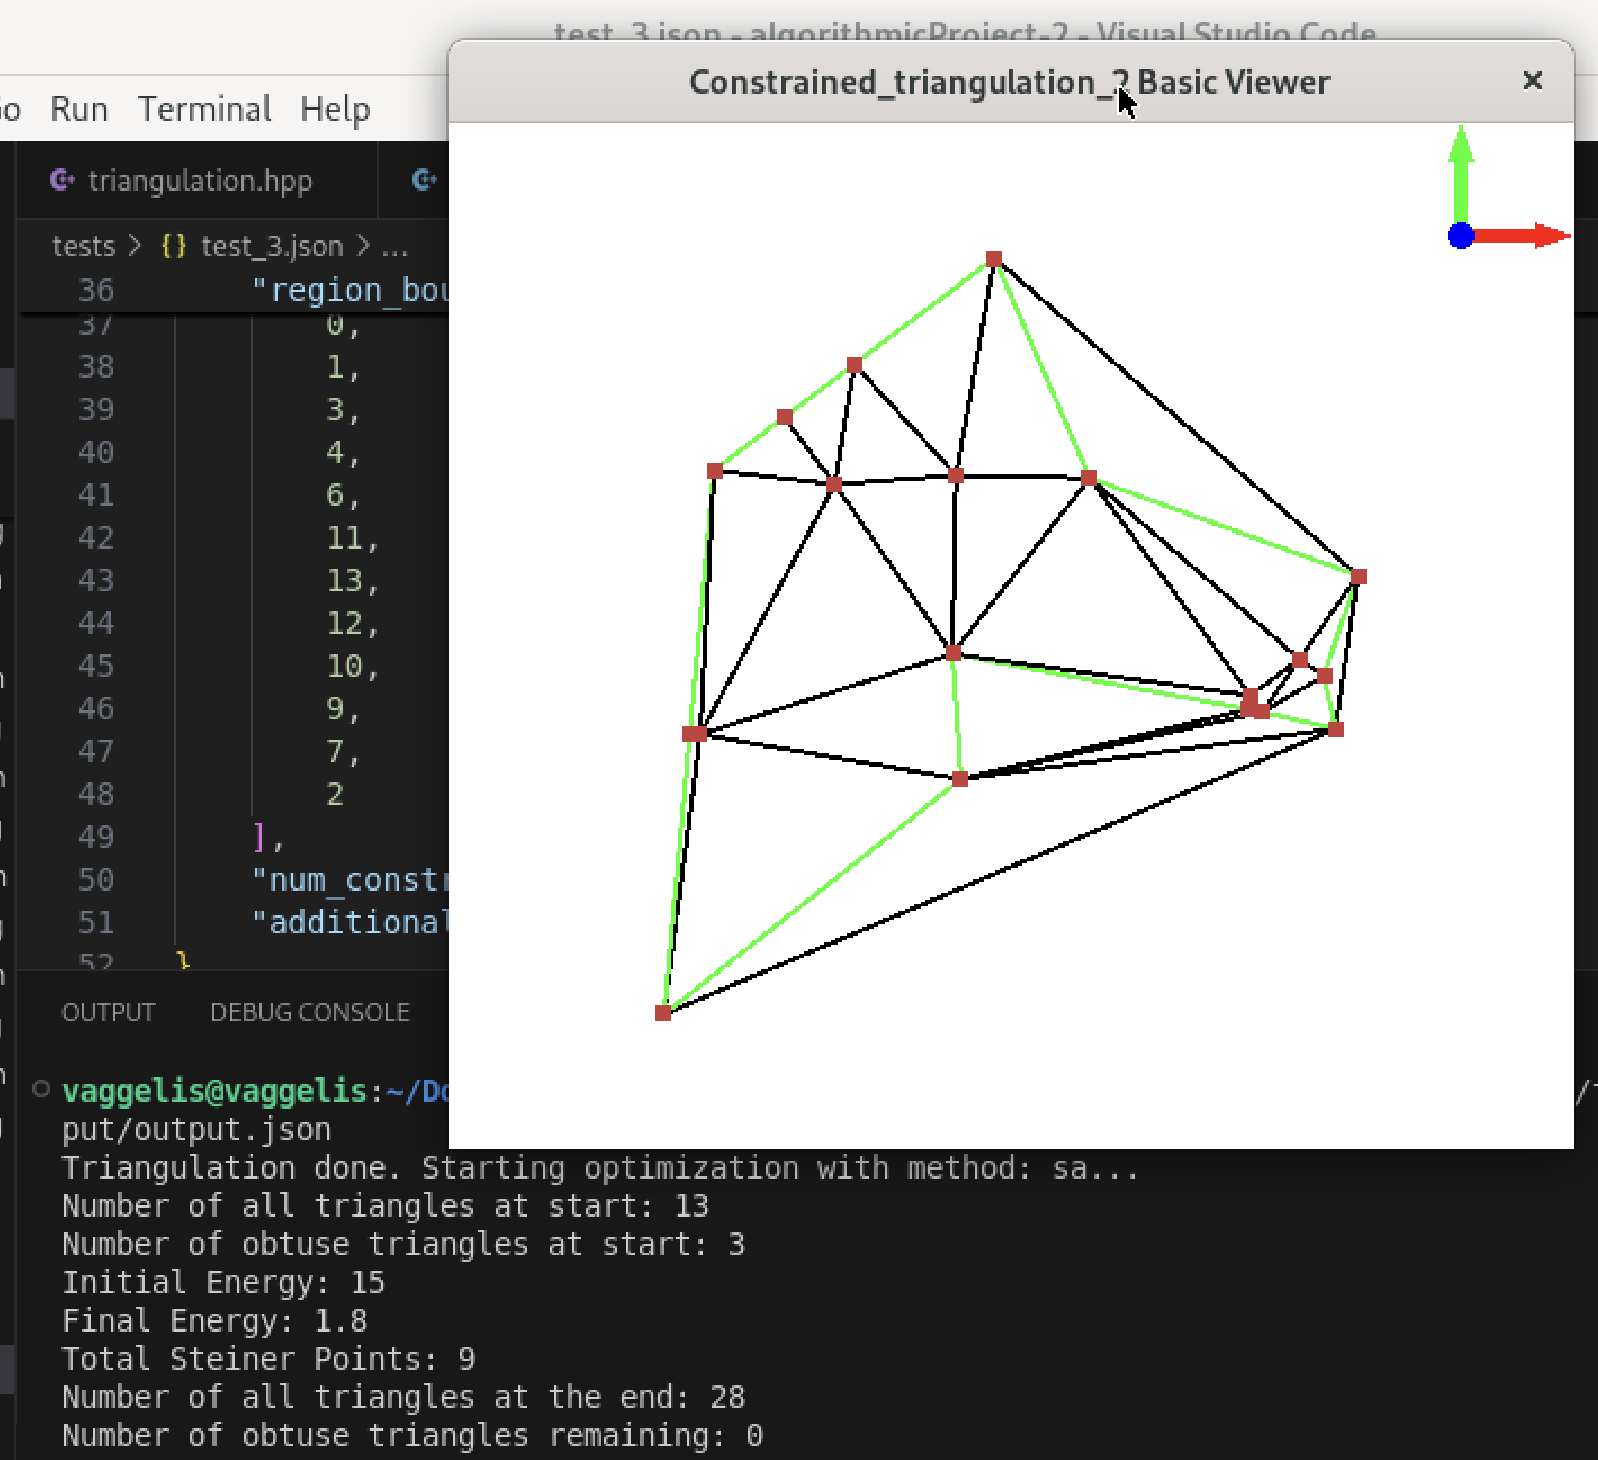 test_3.json - algorithmicProject-2 - Visual Studio Code
Constrained_triangulation_2 Basic Viewer
Run Terminal Help
triangulation.hpp
tests > {} test_3.json > ...
36 "region_bou
37 0,
38 1,
39 3,
40 4,
41 6,
42 11,
43 13,
44 12,
45 10,
46 9,
47 7,
48 2
49 ],
50 "num_constr
51 "additional
52 }
OUTPUT DEBUG CONSOLE
vaggelis@vaggelis:~/Do
put/output.json
Triangulation done. Starting optimization with method: sa...
Number of all triangles at start: 13
Number of obtuse triangles at start: 3
Initial Energy: 15
Final Energy: 1.8
Total Steiner Points: 9
Number of all triangles at the end: 28
Number of obtuse triangles remaining: 0